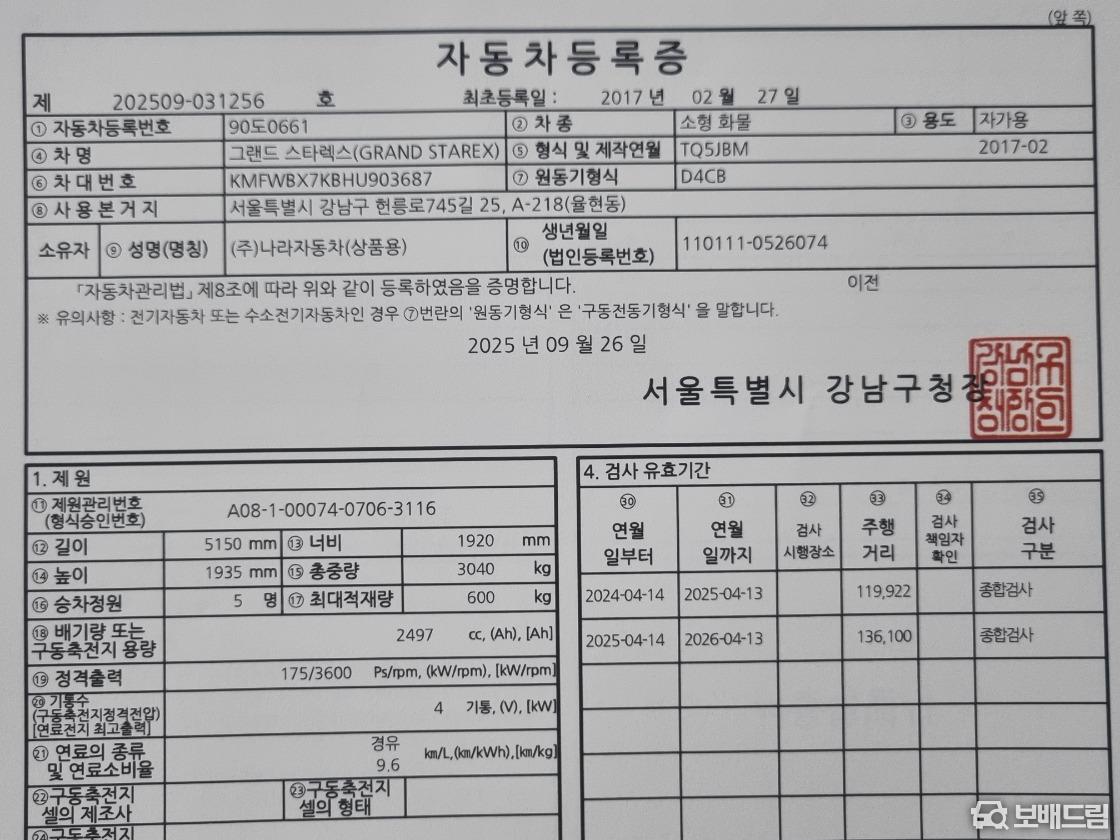 (앞 쪽)
자동차등록증
제 202509-031256 호 최초등록일 : 2017 년 02 월 27 일
① 자동차등록번호 90도0661 ② 차 종 소형 화물 ③ 용도 자가용
④ 차 명 그랜드 스타렉스(GRAND STAREX) ⑤ 형식 및 제작연월 TQ5JBM 2017-02
⑥ 차 대 번 호 KMFWBX7KBHU903687 ⑦ 원동기형식 D4CB
⑧ 사 용 본 거 지 서울특별시 강남구 헌릉로745길 25, A-218(율현동)
소유자 ⑨ 성명(명칭) (주)나라자동차(상품용) ⑩ 생년월일
(법인등록번호) 110111-0526074
「자동차관리법」 제8조에 따라 위와 같이 등록하였음을 증명합니다. 이전
※ 유의사항 : 전기자동차 또는 수소전기자동차인 경우 ⑦번란의 '원동기형식' 은 '구동전동기형식' 을 말합니다.
2025 년 09 월 26 일
서울특별시 강남구청장
1. 제 원
⑪ 제원관리번호
(형식승인번호) A08-1-00074-0706-3116
⑫ 길이 5150 mm ⑬ 너비 1920 mm
⑭ 높이 1935 mm ⑮ 총중량 3040 kg
⑯ 승차정원 5 명 ⑰ 최대적재량 600 kg
⑱ 배기량 또는
구동축전지 용량 2497 cc, (Ah), [Ah]
⑲ 정격출력 175/3600 Ps/rpm, (kW/rpm), [kW/rpm]
⑳ 기통수
(구동축전지정격전압)
[연료전지 최고출력] 4 기통, (V), [kW]
㉑ 연료의 종류
및 연료소비율 경유
9.6 km/L,(km/kWh),[km/kg]
㉒구동축전지
셀의 제조사 ㉓구동축전지
셀의 형태
㉔구동축전지
4. 검사 유효기간
㉚ 연월
일부터 ㉛ 연월
일까지 ㉜ 검사
시행장소 ㉝ 주행
거리 ㉞ 검사
책임자
확인 ㉟ 검사
구분
2024-04-14 2025-04-13 119,922 종합검사
2025-04-14 2026-04-13 136,100 종합검사
보배드림